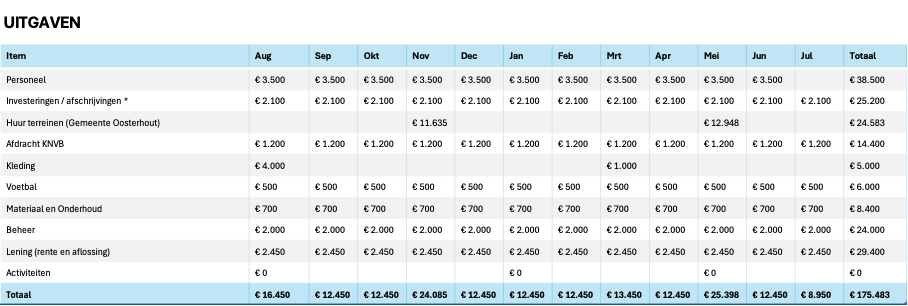 UITGAVEN
Item Aug Sep Okt Nov Dec Jan Feb Mrt Apr Mei Jun Jul Totaal
Personeel € 3.500 € 3.500 € 3.500 € 3.500 € 3.500 € 3.500 € 3.500 € 3.500 € 3.500 € 3.500 € 3.500 € 38.500
Investeringen / afschrijvingen * € 2.100 € 2.100 € 2.100 € 2.100 € 2.100 € 2.100 € 2.100 € 2.100 € 2.100 € 2.100 € 2.100 € 2.100 € 25.200
Huur terreinen (Gemeente Oosterhout) € 11.635 € 12.948 € 24.583
Afdracht KNVB € 1.200 € 1.200 € 1.200 € 1.200 € 1.200 € 1.200 € 1.200 € 1.200 € 1.200 € 1.200 € 1.200 € 1.200 € 14.400
Kleding € 4.000 € 1.000 € 5.000
Voetbal € 500 € 500 € 500 € 500 € 500 € 500 € 500 € 500 € 500 € 500 € 500 € 500 € 6.000
Materiaal en Onderhoud € 700 € 700 € 700 € 700 € 700 € 700 € 700 € 700 € 700 € 700 € 700 € 700 € 8.400
Beheer € 2.000 € 2.000 € 2.000 € 2.000 € 2.000 € 2.000 € 2.000 € 2.000 € 2.000 € 2.000 € 2.000 € 2.000 € 24.000
Lening (rente en aflossing) € 2.450 € 2.450 € 2.450 € 2.450 € 2.450 € 2.450 € 2.450 € 2.450 € 2.450 € 2.450 € 2.450 € 2.450 € 29.400
Activiteiten € 0 € 0 € 0 € 0
Totaal € 16.450 € 12.450 € 12.450 € 24.085 € 12.450 € 12.450 € 12.450 € 13.450 € 12.450 € 25.398 € 12.450 € 8.950 € 175.483